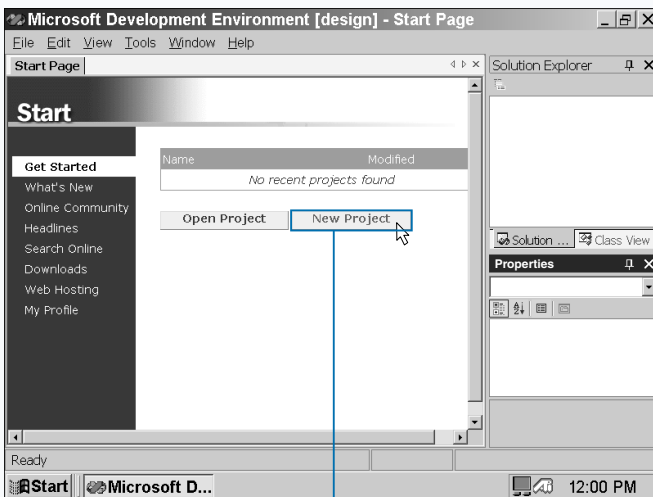 Microsoft Development Environment [design] - Start Page
File Edit View Tools Window Help
Start Page
Solution Explorer
Start
Get Started
What's New
Online Community
Headlines
Search Online
Downloads
Web Hosting
My Profile
Name Modified
No recent projects found
Open Project New Project
Solution ... Class View
Properties
Ready
Start Microsoft D... 12:00 PM